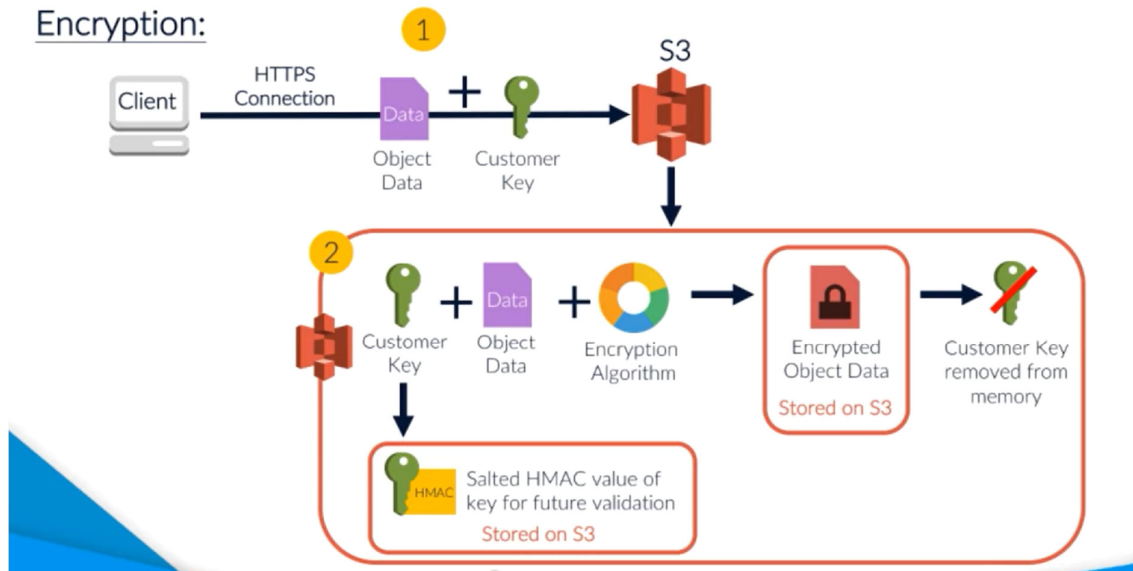 Encryption:
1
S3
Client
HTTPS
Connection
Data
Object
Data
Customer
Key
2
Customer
Key
Data
Object
Data
Encryption
Algorithm
Encrypted
Object Data
Stored on S3
Customer Key
removed from
memory
HMAC
Salted HMAC value of
key for future validation
Stored on S3